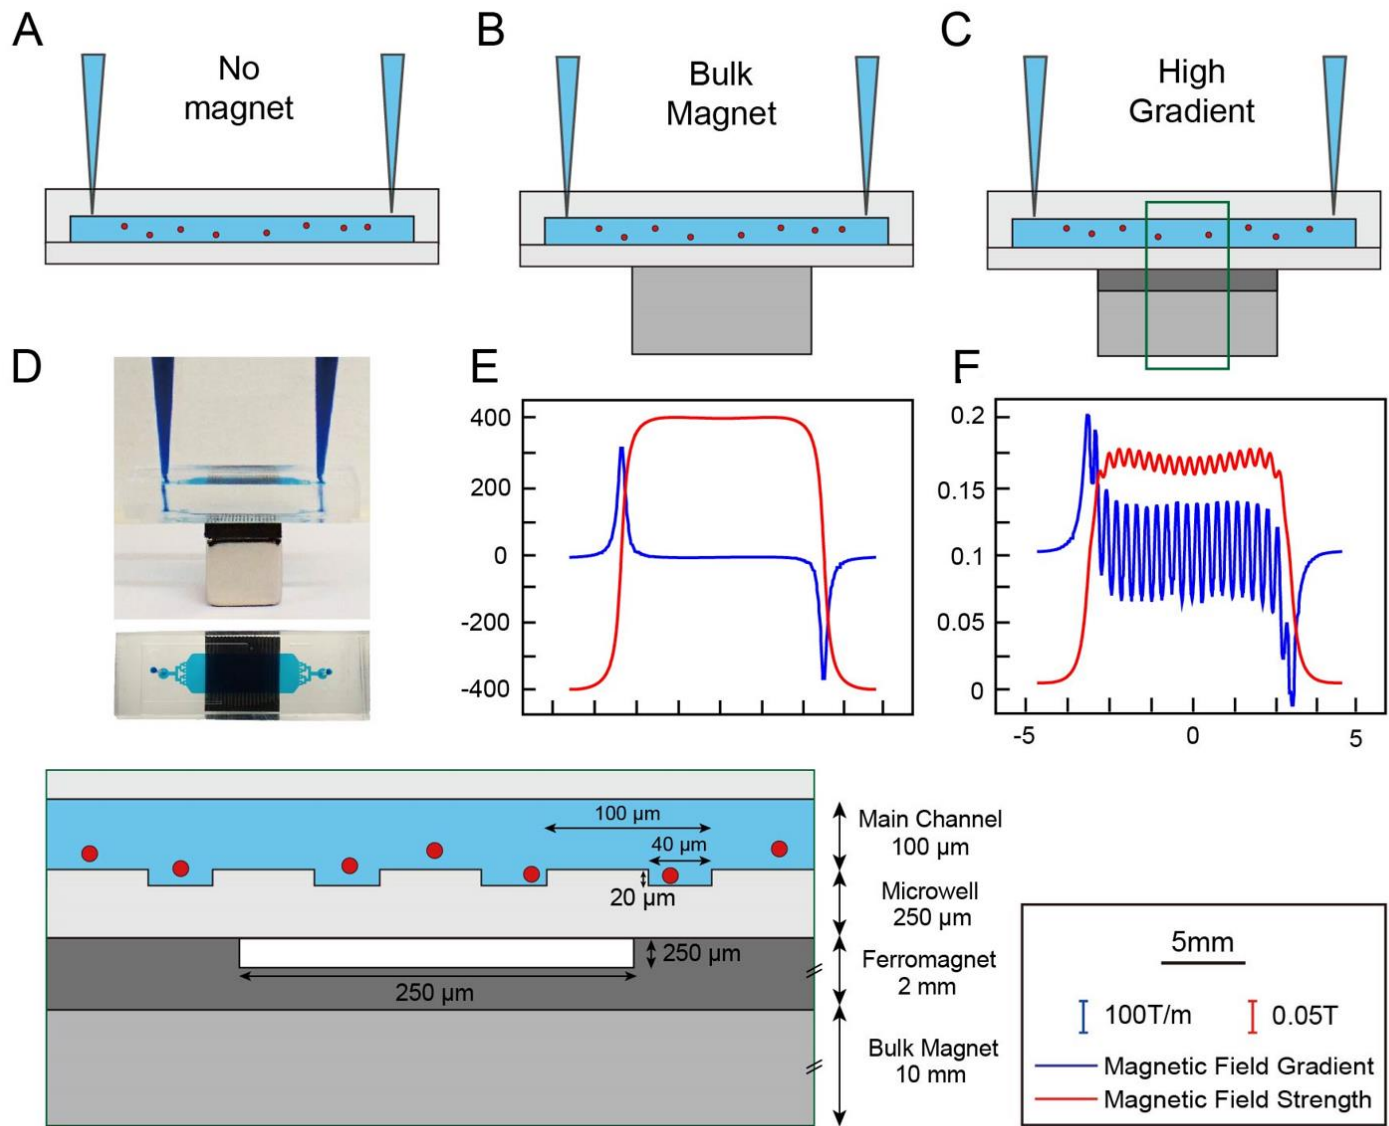 A
No
magnet
B
Bulk
Magnet
C
High
Gradient
D
E
400
200
0
-200
-400
F
0.2
0.15
0.1
0.05
0
-5
0
5
100 µm
40 µm
20 µm
250 µm
250 µm
Main Channel
100 µm
Microwell
250 µm
Ferromagnet
2 mm
Bulk Magnet
10 mm
5mm
100T/m
0.05T
Magnetic Field Gradient
Magnetic Field Strength